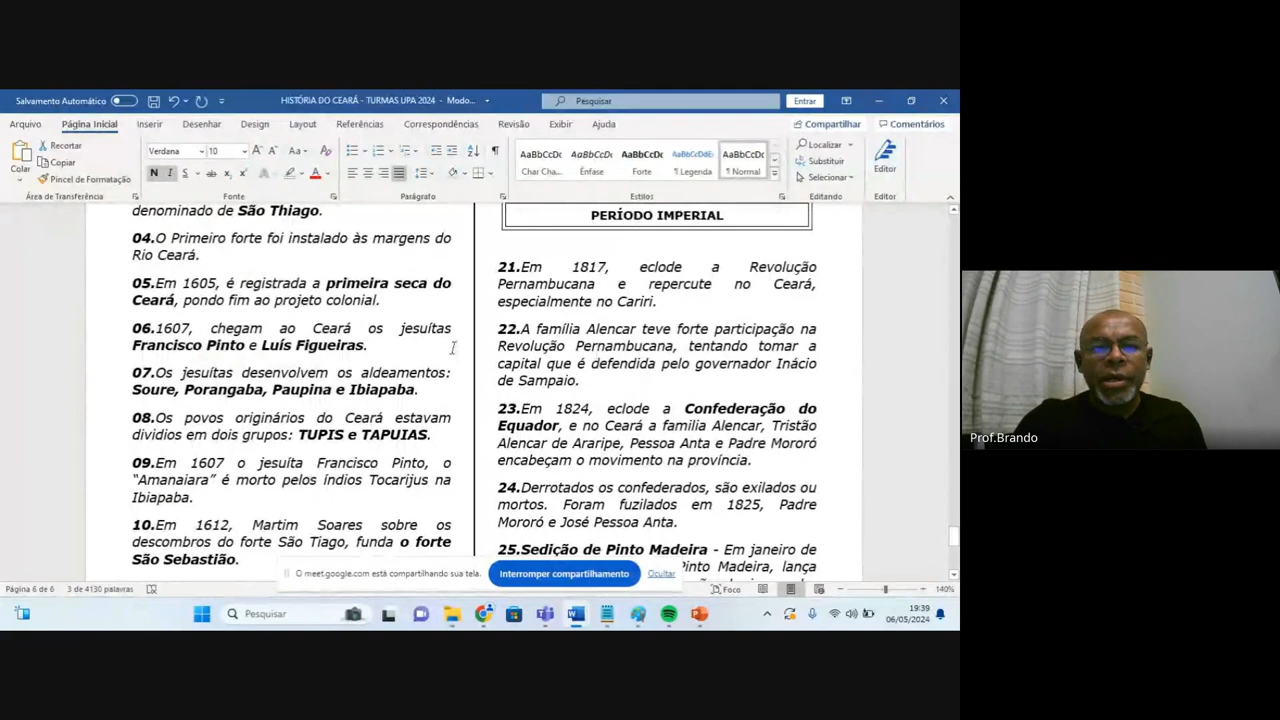 Salvamento Automático
HISTÓRIA DO CEARÁ - TURMAS UPA 2024 - Modo...
Pesquisar
Entrar
Arquivo Página Inicial Inserir Desenhar Design Layout Referências Correspondências Revisão Exibir Ajuda
Compartilhar Comentários
Colar
Recortar
Copiar
Pincel de Formatação
Área de Transferência
Verdana 10
N I S ab x₂ x² A
Fonte
Parágrafo
AaBbCcDc AaBbCcDc AaBbCcDc AaBbCcDdEe AaBbCcDc
Char Cha... Ênfase Forte ¶ Legenda ¶ Normal
Estilos
Localizar
Substituir
Selecionar
Editando
Editor
Editor
denominado de São Thiago.
04.O Primeiro forte foi instalado às margens do
Rio Ceará.
05.Em 1605, é registrada a primeira seca do
Ceará, pondo fim ao projeto colonial.
06.1607, chegam ao Ceará os jesuítas
Francisco Pinto e Luís Figueiras.
07.Os jesuítas desenvolvem os aldeamentos:
Soure, Porangaba, Paupina e Ibiapaba.
08.Os povos originários do Ceará estavam
dividios em dois grupos: TUPIS e TAPUIAS.
09.Em 1607 o jesuíta Francisco Pinto, o
“Amanaiara” é morto pelos índios Tocarijus na
Ibiapaba.
10.Em 1612, Martim Soares sobre os
descombros do forte São Tiago, funda o forte
São Sebastião.
PERÍODO IMPERIAL
21.Em 1817, eclode a Revolução
Pernambucana e repercute no Ceará,
especialmente no Cariri.
22.A família Alencar teve forte participação na
Revolução Pernambucana, tentando tomar a
capital que é defendida pelo governador Inácio
de Sampaio.
23.Em 1824, eclode a Confederação do
Equador, e no Ceará a familia Alencar, Tristão
Alencar de Araripe, Pessoa Anta e Padre Mororó
encabeçam o movimento na província.
24.Derrotados os confederados, são exilados ou
mortos. Foram fuzilados em 1825, Padre
Mororó e José Pessoa Anta.
25.Sedição de Pinto Madeira - Em janeiro de
Pinto Madeira, lança
O meet.google.com está compartilhando sua tela.
Interromper compartilhamento
Ocultar
Página 6 de 6 3 de 4130 palavras
Foco
140%
Pesquisar
19:39
06/05/2024
Prof.Brando